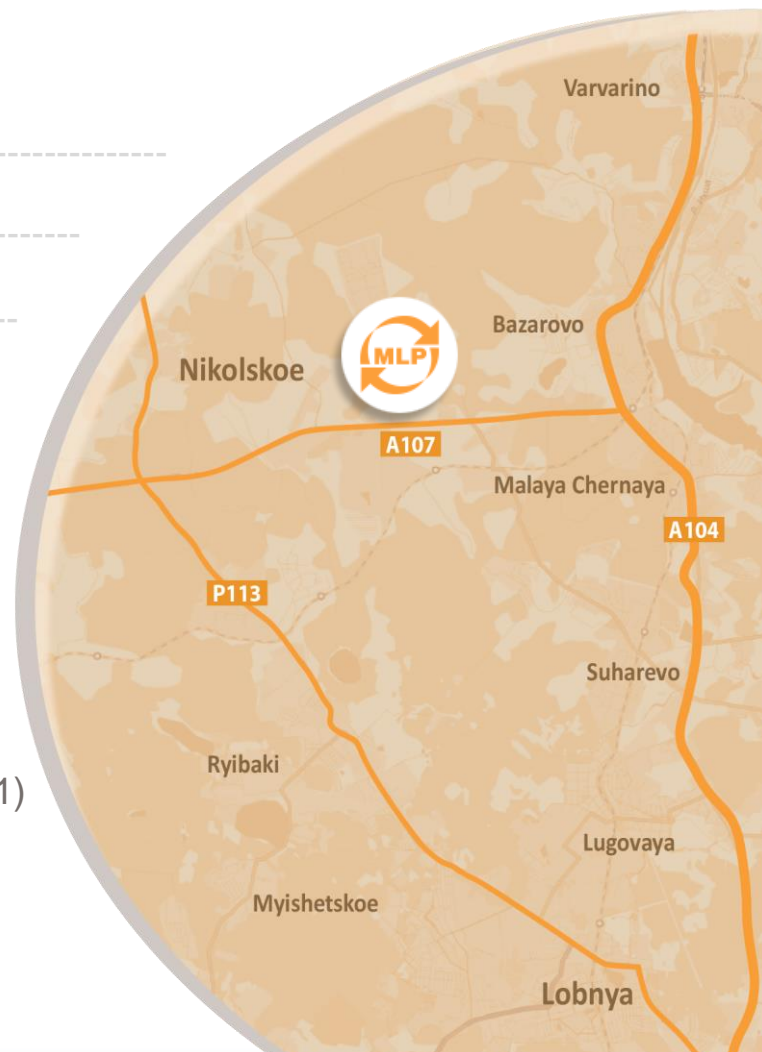 Varvarino
Bazarovo
MLP
Nikolskoe
A107
Malaya Chernaya
A104
P113
Suharevo
Ryibaki
1)
Lugovaya
Myishetskoe
Lobnya